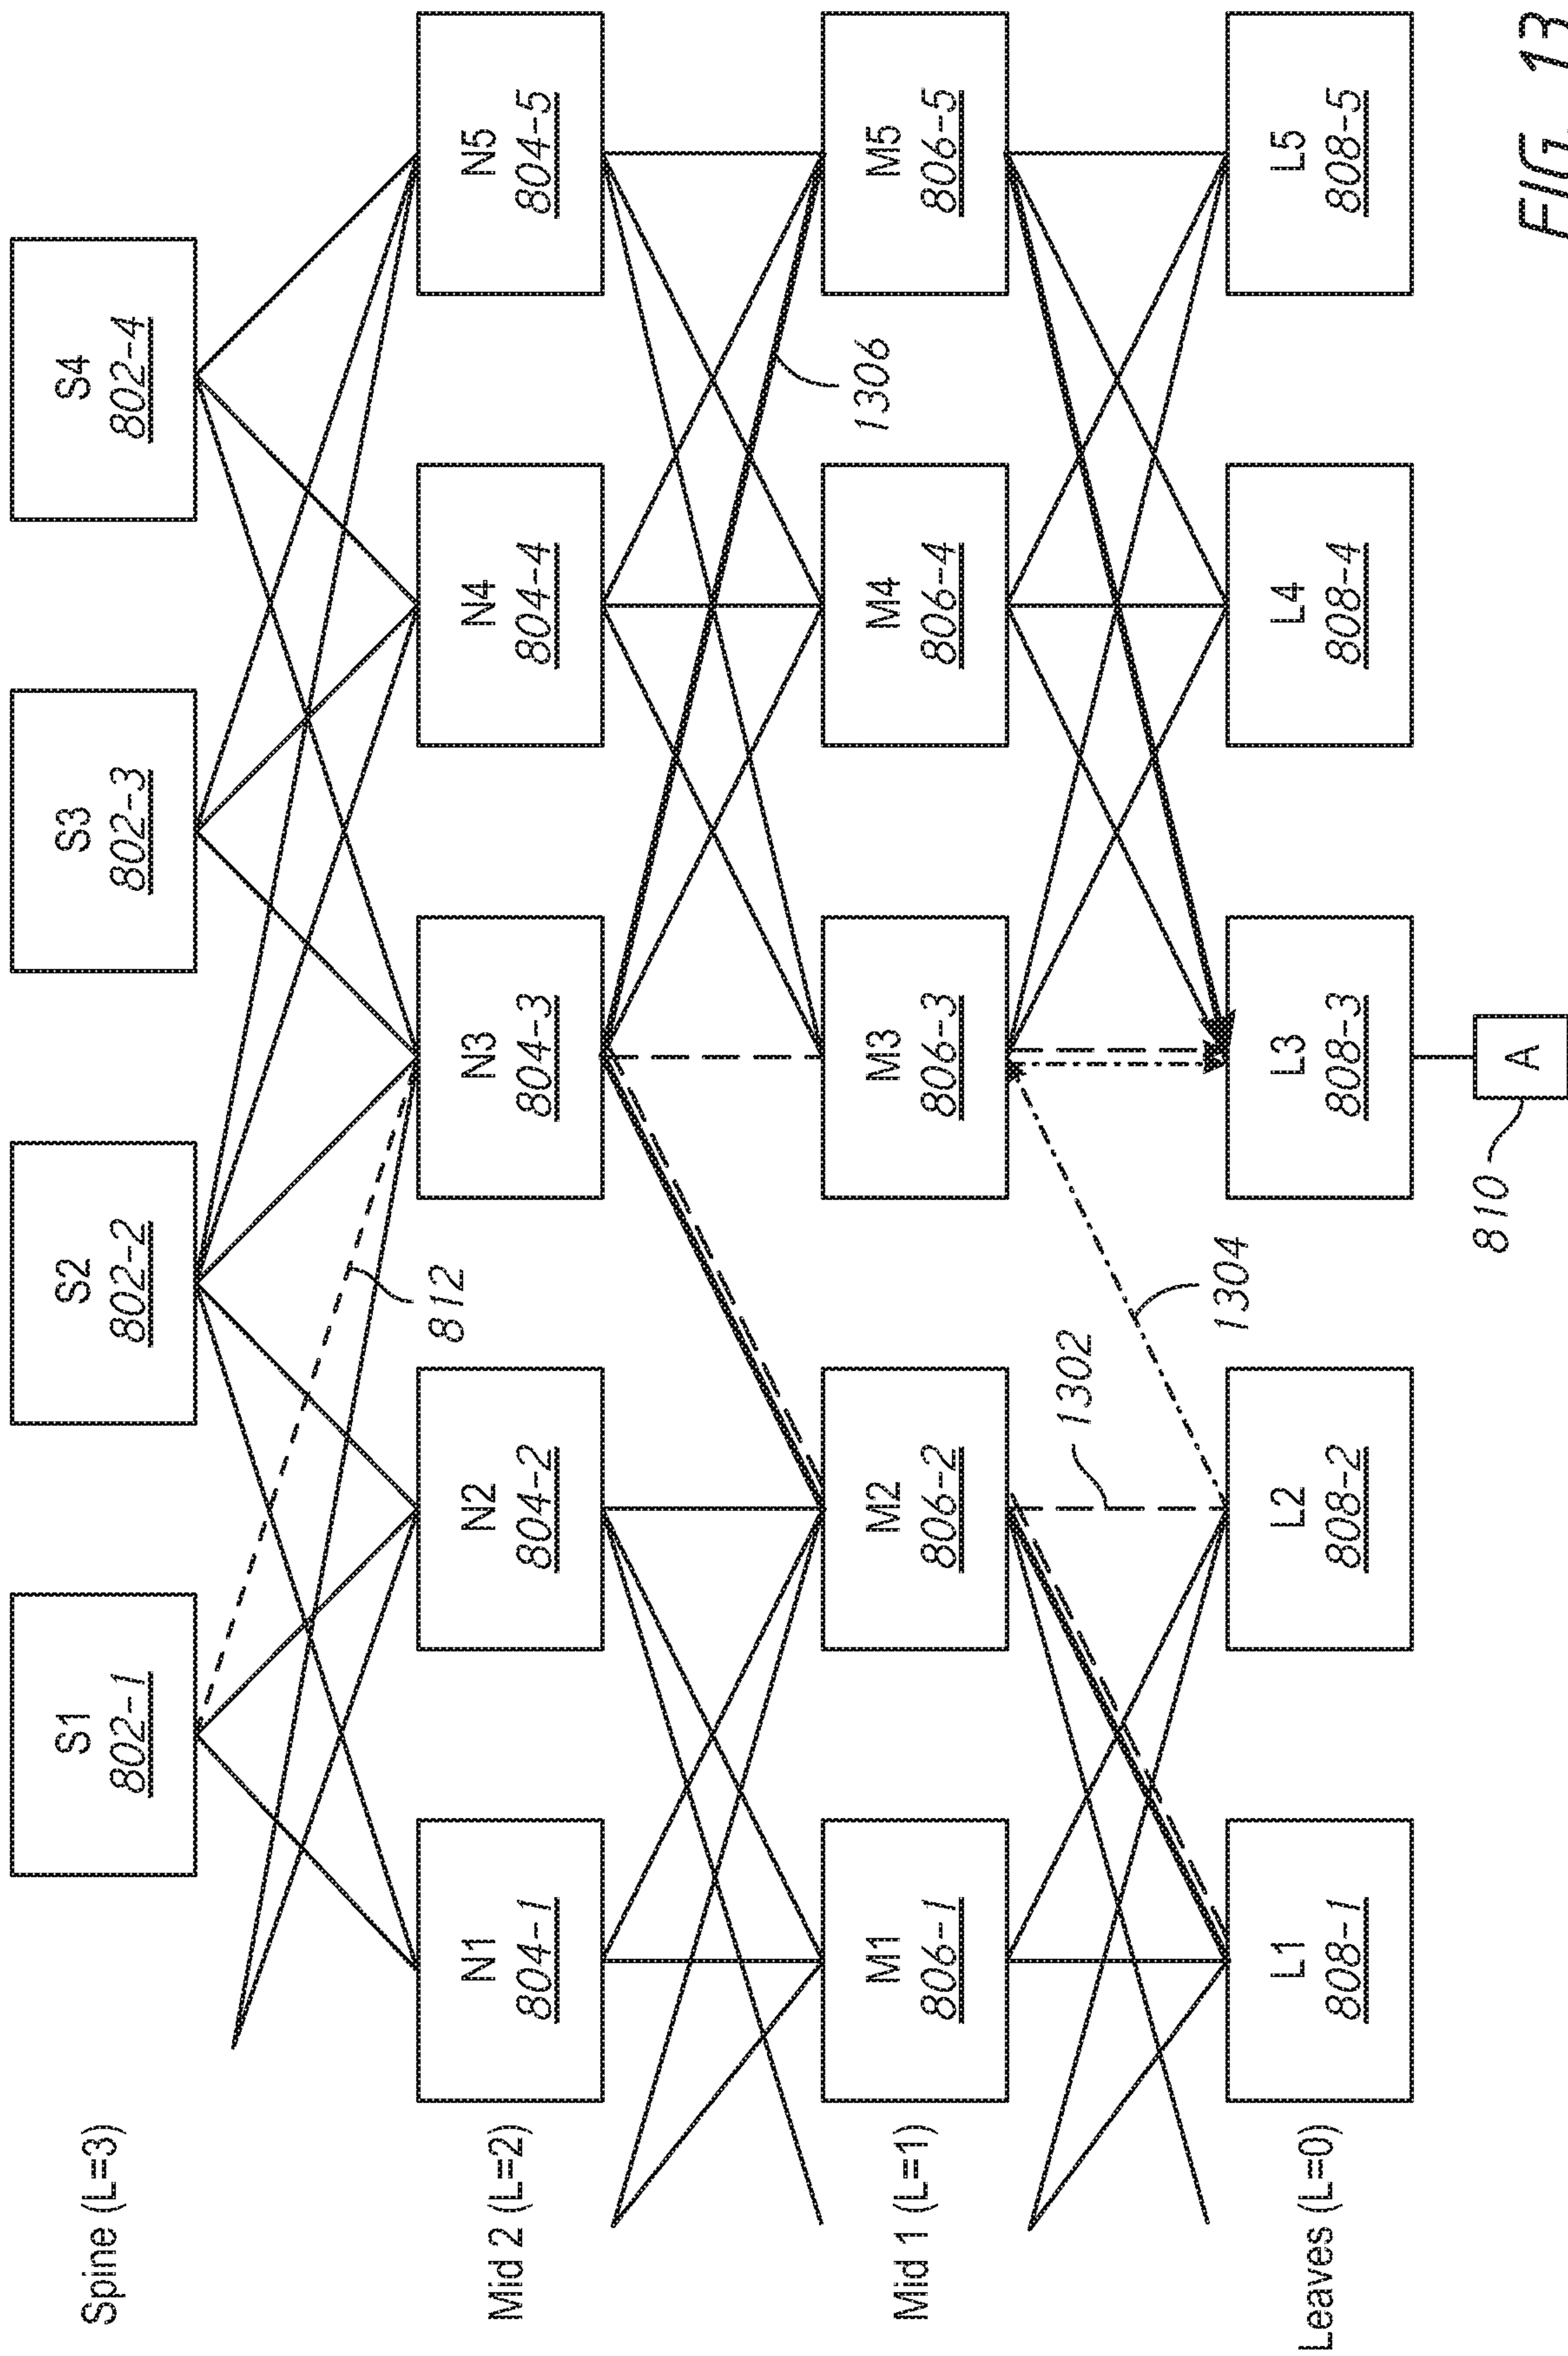 Spine (L=3)
S1
802-1
S2
802-2
S3
802-3
S4
802-4
812
Mid 2 (L=2)
N1
804-1
N2
804-2
N3
804-3
N4
804-4
N5
804-5
1306
Mid 1 (L=1)
M1
806-1
M2
806-2
M3
806-3
M4
806-4
M5
806-5
1302
1304
Leaves (L=0)
L1
808-1
L2
808-2
L3
808-3
L4
808-4
L5
808-5
810
A
FIG. 13